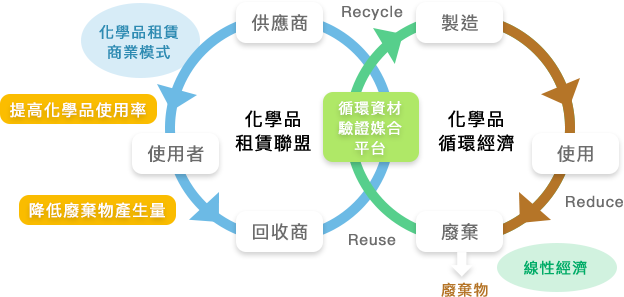 化學品租賃
商業模式
供應商
Recycle
製造
提高化學品使用率
化學品
租賃聯盟
循環資材
驗證媒合
平台
化學品
循環經濟
使用者
使用
降低廢棄物產生量
Reduce
回收商
Reuse
廢棄
線性經濟
廢棄物